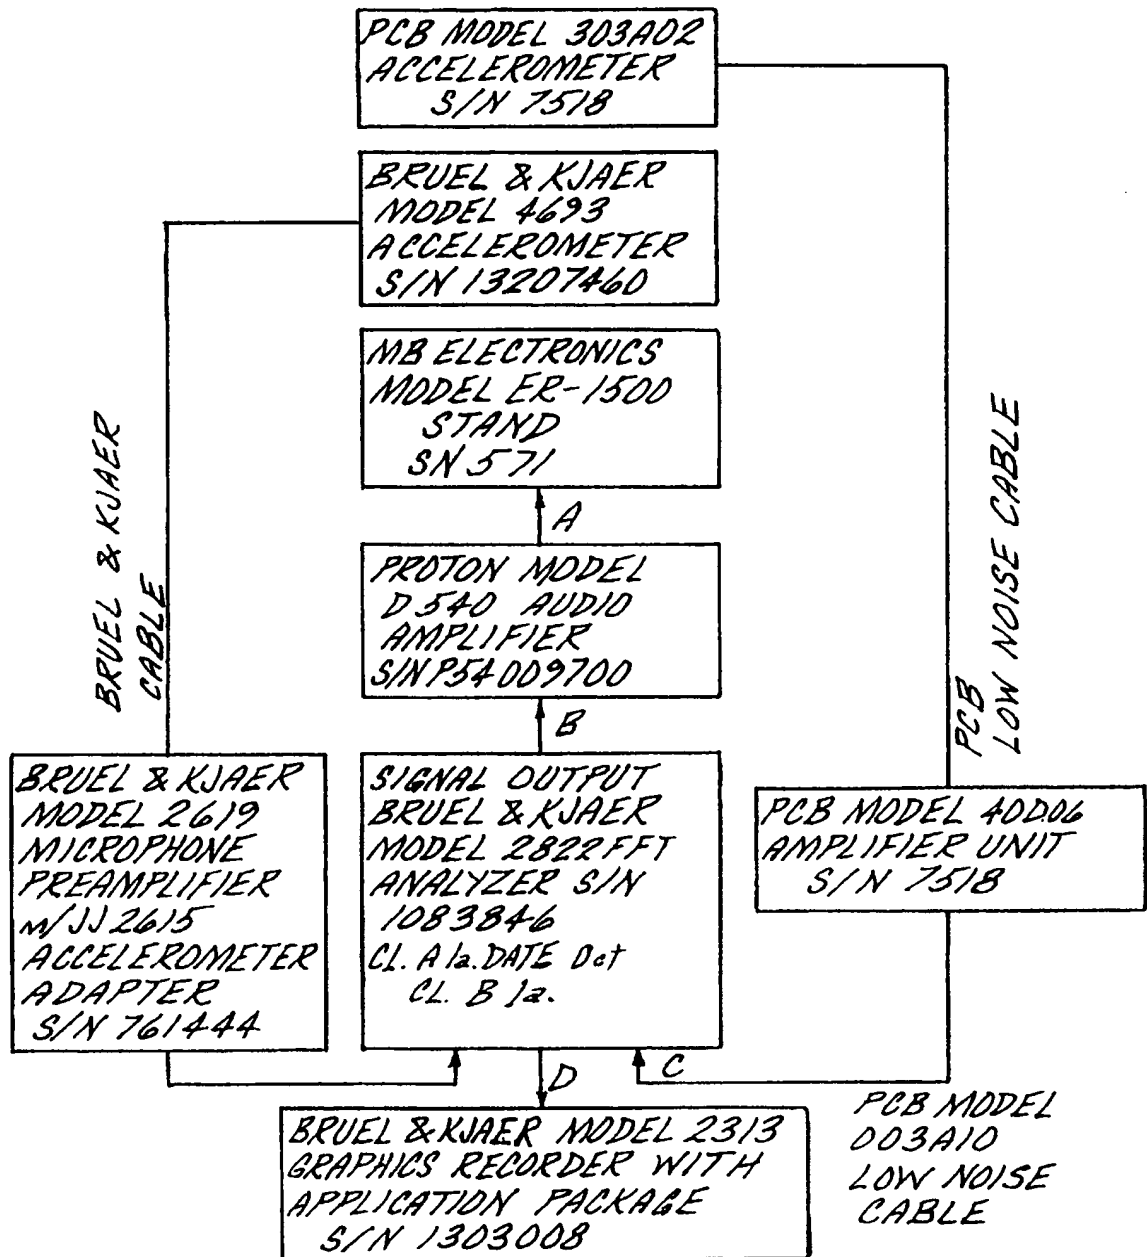 PCB MODEL 303A02
ACCELEROMETER
S/N 7518
BRUEL & KJAER
MODEL 4693
ACCELEROMETER
S/N 13207460
MB ELECTRONICS
MODEL ER-1500
STAND
SN 571
A
PROTON MODEL
D540 AUDIO
AMPLIFIER
S/N P54009700
B
BRUEL & KJAER
CABLE
PCB
LOW NOISE CABLE
BRUEL & KJAER
MODEL 2619
MICROPHONE
PREAMPLIFIER
W/JJ2615
ACCELEROMETER
ADAPTER
S/N 761444
SIGNAL OUTPUT
BRUEL & KJAER
MODEL 2822 FFT
ANALYZER S/N
1083846
CL. A la. DATE Oct
CL. B la.
PCB MODEL 40D06
AMPLIFIER UNIT
S/N 7518
D
C
BRUEL & KJAER MODEL 2313
GRAPHICS RECORDER WITH
APPLICATION PACKAGE
S/N 1303008
PCB MODEL
003A10
LOW NOISE
CABLE